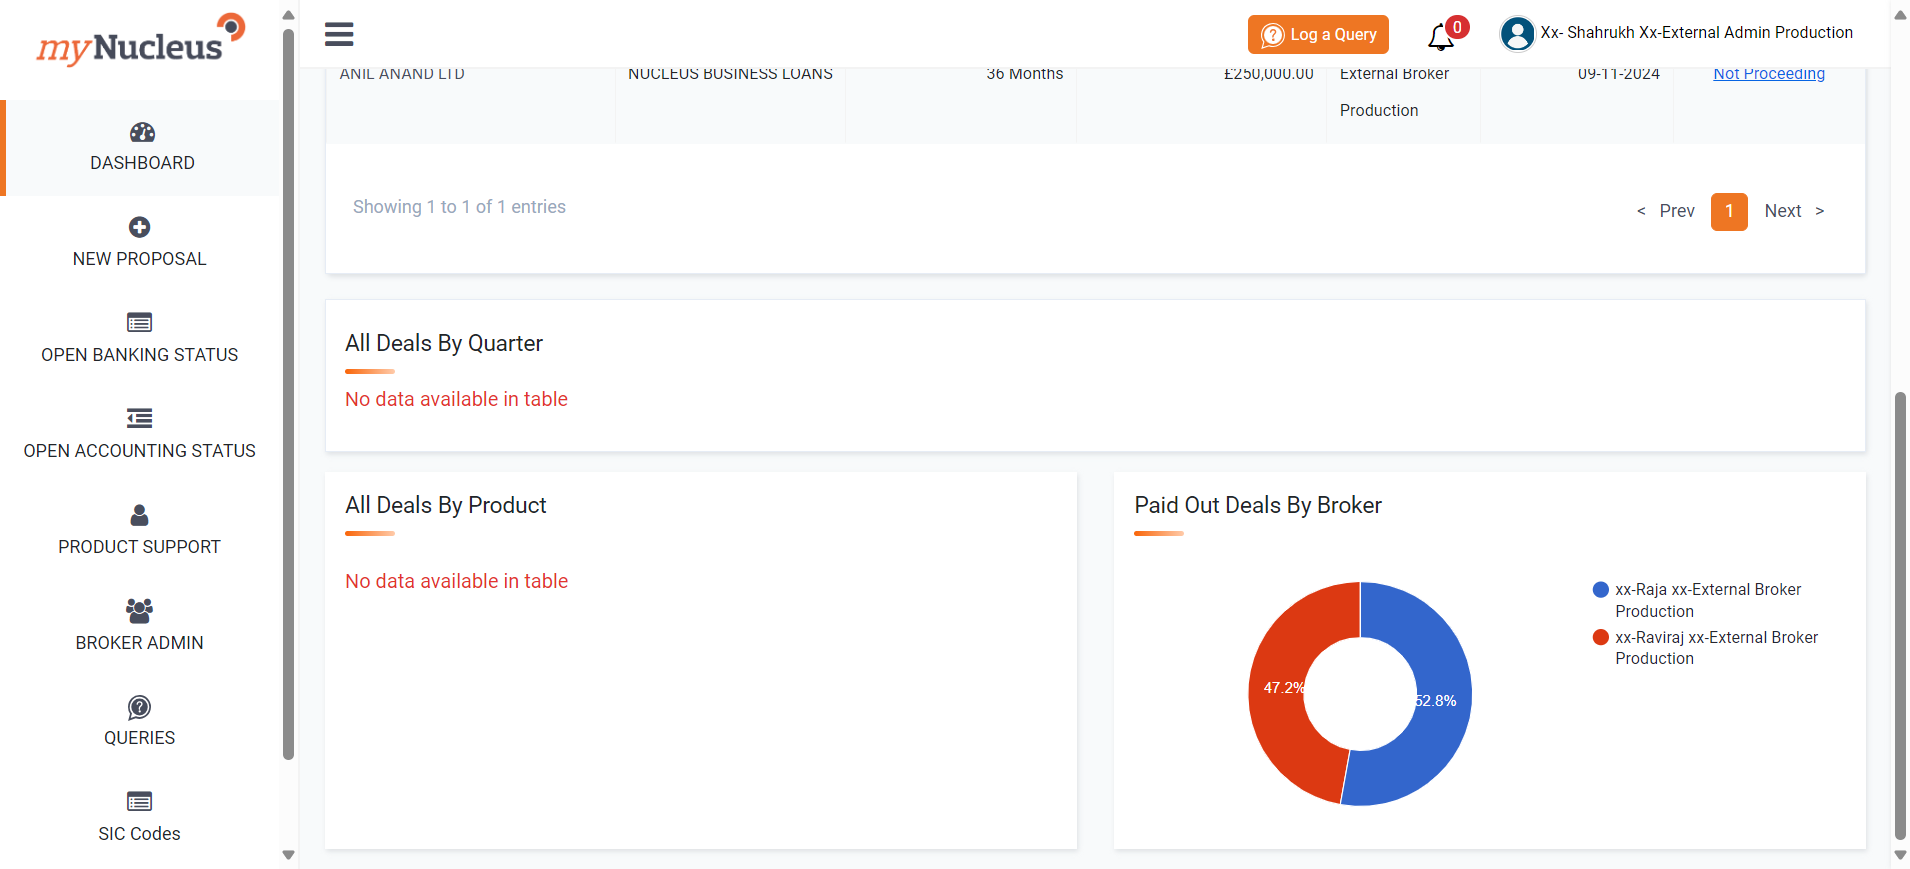 myNucleus
Log a Query
0
Xx- Shahrukh Xx-External Admin Production
DASHBOARD
NEW PROPOSAL
OPEN BANKING STATUS
OPEN ACCOUNTING STATUS
PRODUCT SUPPORT
BROKER ADMIN
QUERIES
SIC Codes
ANIL ANAND LTD
NUCLEUS BUSINESS LOANS
36 Months
£250,000.00
External Broker
Production
09-11-2024
Not Proceeding
Showing 1 to 1 of 1 entries
< Prev 1 Next >
All Deals By Quarter
No data available in table
All Deals By Product
No data available in table
Paid Out Deals By Broker
47.2%
52.8%
xx-Raja xx-External Broker
Production
xx-Raviraj xx-External Broker
Production